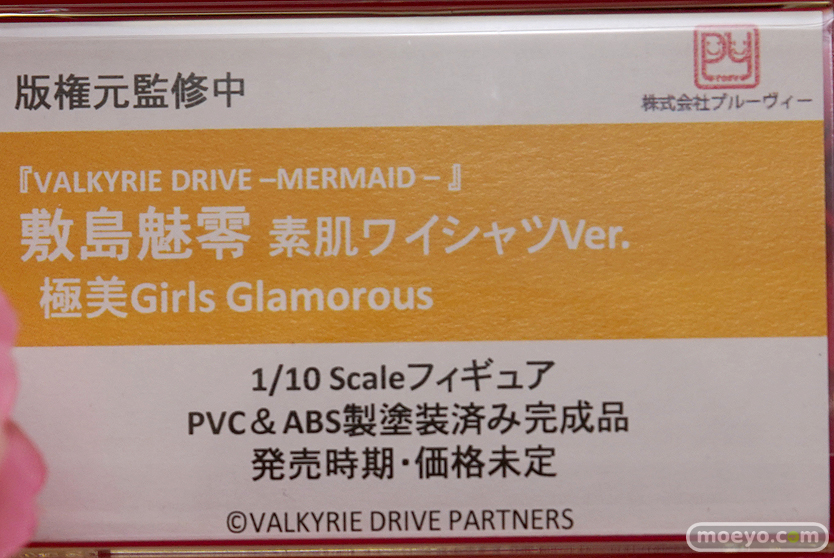 版権元監修中
株式会社プルーヴィー
『VALKYRIE DRIVE –MERMAID – 』
敷島魅零 素肌ワイシャツVer.
極美Girls Glamorous
1/10 Scaleフィギュア
PVC＆ABS製塗装済み完成品
発売時期・価格未定
©VALKYRIE DRIVE PARTNERS
moeyo.com